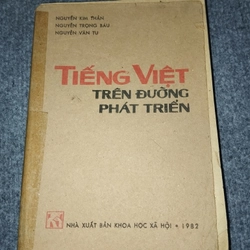 NGUYỄN KIM THẢN
NGUYỄN TRỌNG BÁU
NGUYỄN VĂN TU
TIẾNG VIỆT
TRÊN ĐƯỜNG
PHÁT TRIỂN
NHÀ XUẤT BẢN KHOA HỌC XÃ HỘI • 1982